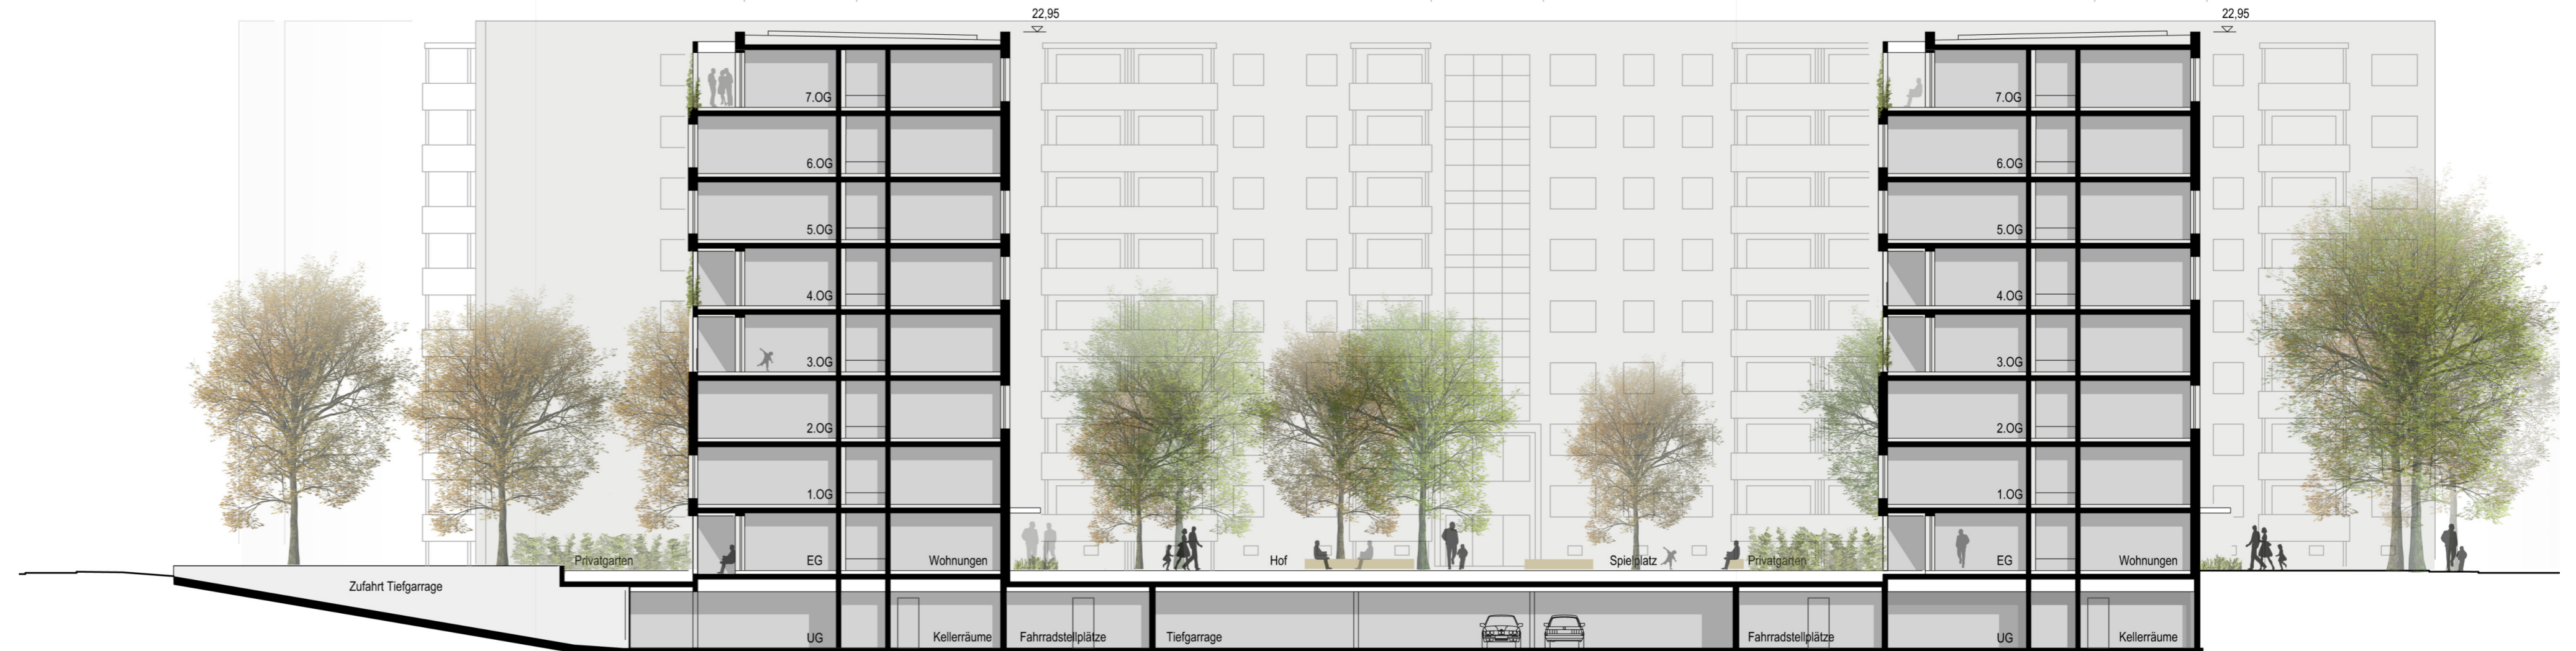 22,95
22,95
7.OG
7.OG
6.OG
6.OG
5.OG
5.OG
4.OG
4.OG
3.OG
3.OG
2.OG
2.OG
1.OG
1.OG
Privatgarten
EG
Wohnungen
Hof
Spielplatz
Privatgarten
EG
Wohnungen
Zufahrt Tiefgarrage
UG
Kellerräume
Fahrradstellplätze
Tiefgarrage
Fahrradstellplätze
UG
Kellerräume